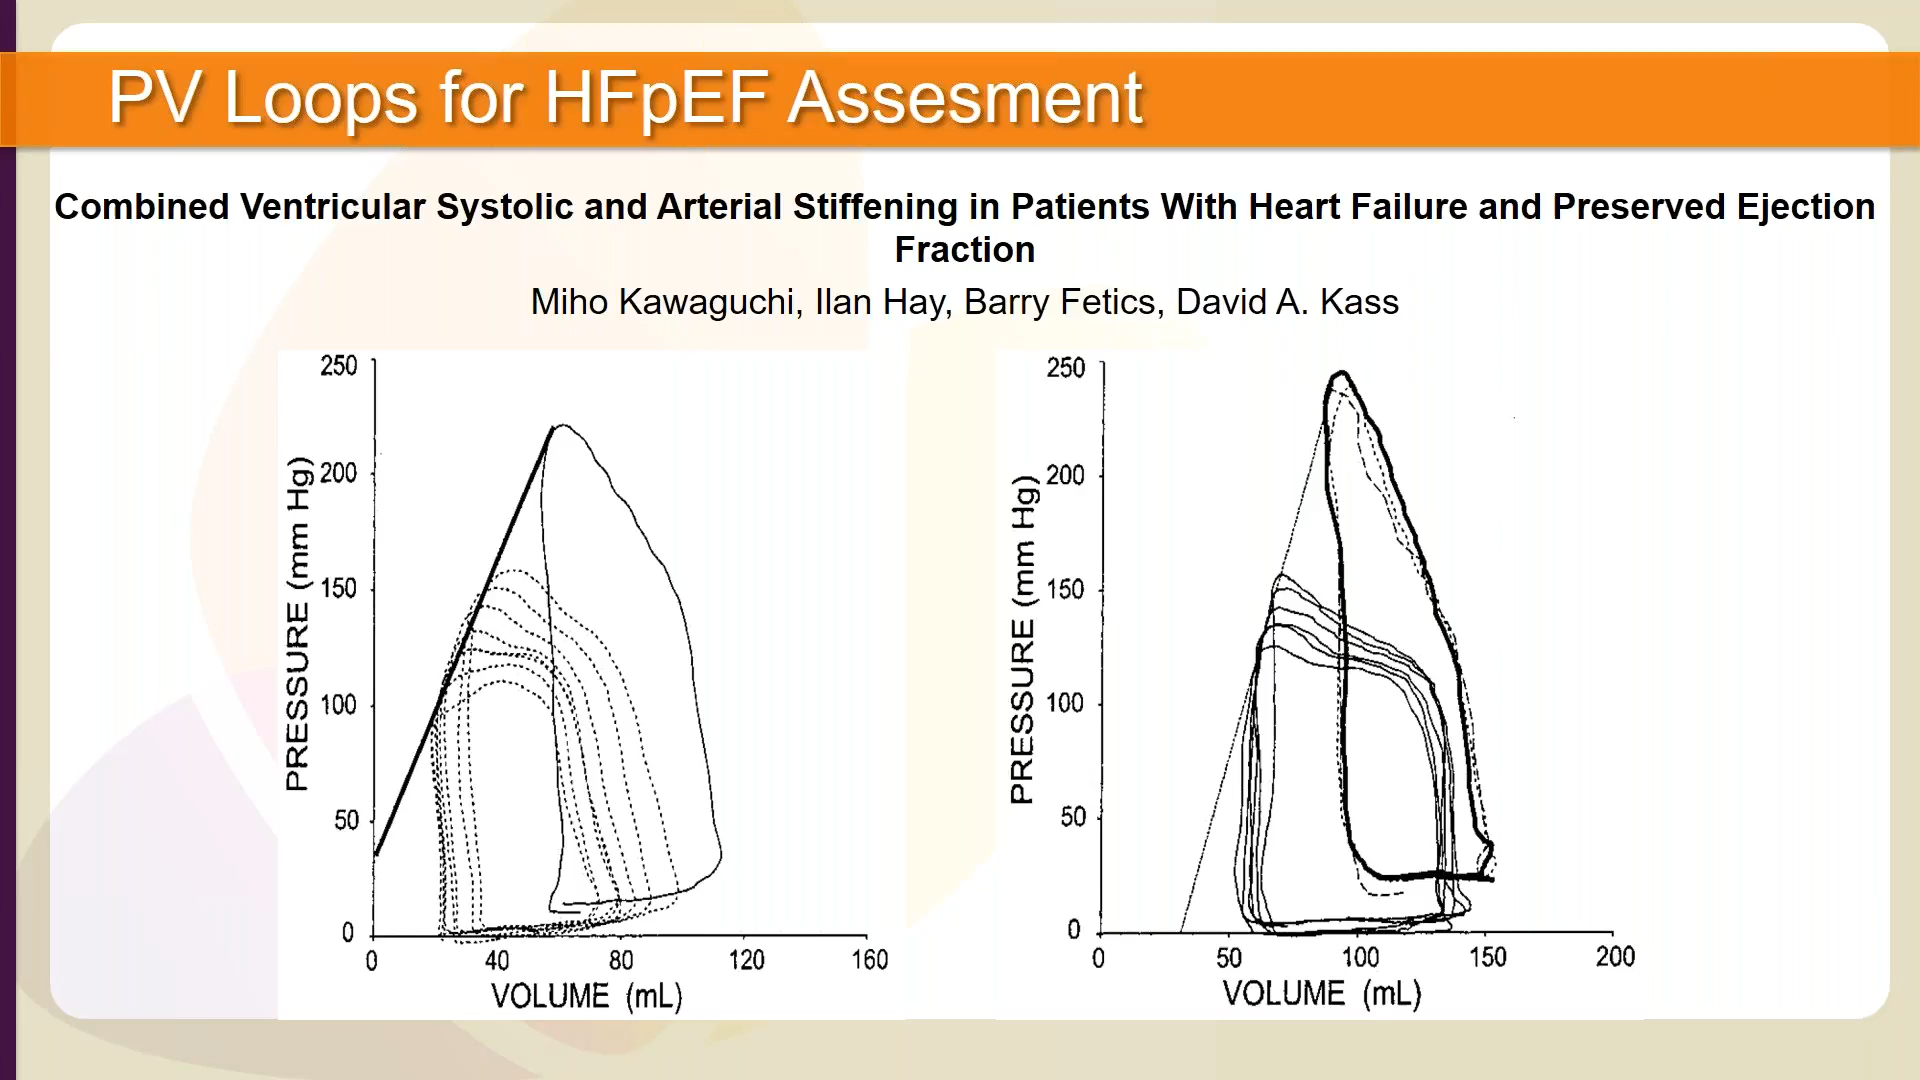 PV Loops for HFpEF Assesment
Combined Ventricular Systolic and Arterial Stiffening in Patients With Heart Failure and Preserved Ejection
Fraction
Miho Kawaguchi, Ilan Hay, Barry Fetics, David A. Kass
250
200
150
100
50
0
PRESSURE (mm Hg)
0 40 80 120 160
VOLUME (mL)
250
200
150
100
50
0
PRESSURE (mm Hg)
0 50 100 150 200
VOLUME (mL)